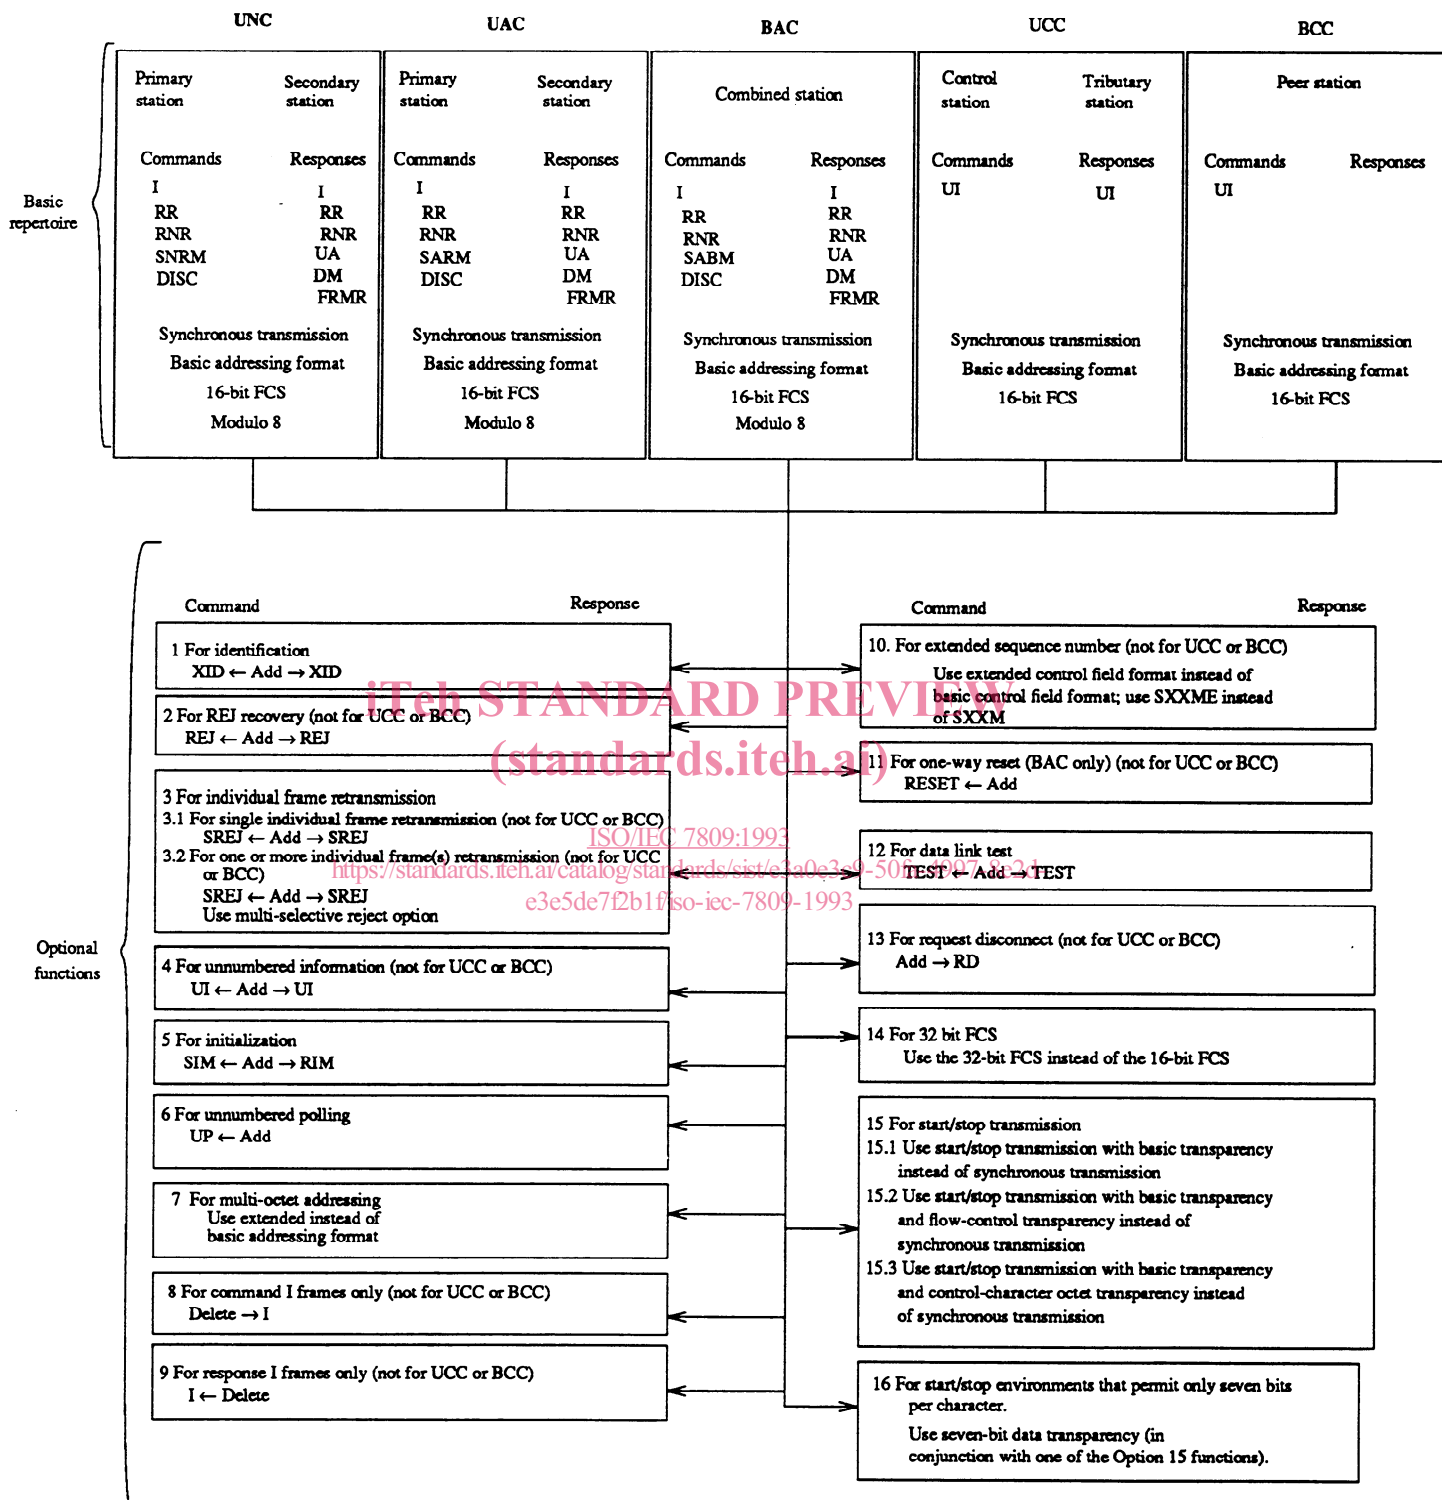 UNC UAC BAC UCC BCC
Basic
repertoire
Primary
station
Secondary
station
Commands Responses
I I
RR RR
RNR RNR
SNRM UA
DISC DM
FRMR
Synchronous transmission
Basic addressing format
16-bit FCS
Modulo 8
Primary
station
Secondary
station
Commands Responses
I I
RR RR
RNR RNR
SARM UA
DISC DM
FRMR
Synchronous transmission
Basic addressing format
16-bit FCS
Modulo 8
Combined station
Commands Responses
I I
RR RR
RNR RNR
SABM UA
DISC DM
FRMR
Synchronous transmission
Basic addressing format
16-bit FCS
Modulo 8
Control
station
Tributary
station
Commands Responses
UI UI
Synchronous transmission
Basic addressing format
16-bit FCS
Peer station
Commands Responses
UI
Synchronous transmission
Basic addressing format
16-bit FCS
Optional
functions
Command Response
1 For identification
XID ← Add → XID
2 For REJ recovery (not for UCC or BCC)
REJ ← Add → REJ
3 For individual frame retransmission
3.1 For single individual frame retransmission (not for UCC or BCC)
SREJ ← Add → SREJ
3.2 For one or more individual frame(s) retransmission (not for UCC
or BCC)
SREJ ← Add → SREJ
Use multi-selective reject option
4 For unnumbered information (not for UCC or BCC)
UI ← Add → UI
5 For initialization
SIM ← Add → RIM
6 For unnumbered polling
UP ← Add
7 For multi-octet addressing
Use extended instead of
basic addressing format
8 For command I frames only (not for UCC or BCC)
Delete → I
9 For response I frames only (not for UCC or BCC)
I ← Delete
Command Response
10. For extended sequence number (not for UCC or BCC)
Use extended control field format instead of
basic control field format; use SXXME instead
of SXXM
11 For one-way reset (BAC only) (not for UCC or BCC)
RESET ← Add
12 For data link test
TEST ← Add → TEST
13 For request disconnect (not for UCC or BCC)
Add → RD
14 For 32 bit FCS
Use the 32-bit FCS instead of the 16-bit FCS
15 For start/stop transmission
15.1 Use start/stop transmission with basic transparency
instead of synchronous transmission
15.2 Use start/stop transmission with basic transparency
and flow-control transparency instead of
synchronous transmission
15.3 Use start/stop transmission with basic transparency
and control-character octet transparency instead
of synchronous transmission
16 For start/stop environments that permit only seven bits
per character.
Use seven-bit data transparency (in
conjunction with one of the Option 15 functions).
iTeh STANDARD PREVIEW
(standards.iteh.ai)
ISO/IEC 7809:1993
https://standards.iteh.ai/catalog/standards/sist/e3a0e3e9-50fa-4997-8e2d-
e3e5de7f2b1f/iso-iec-7809-1993